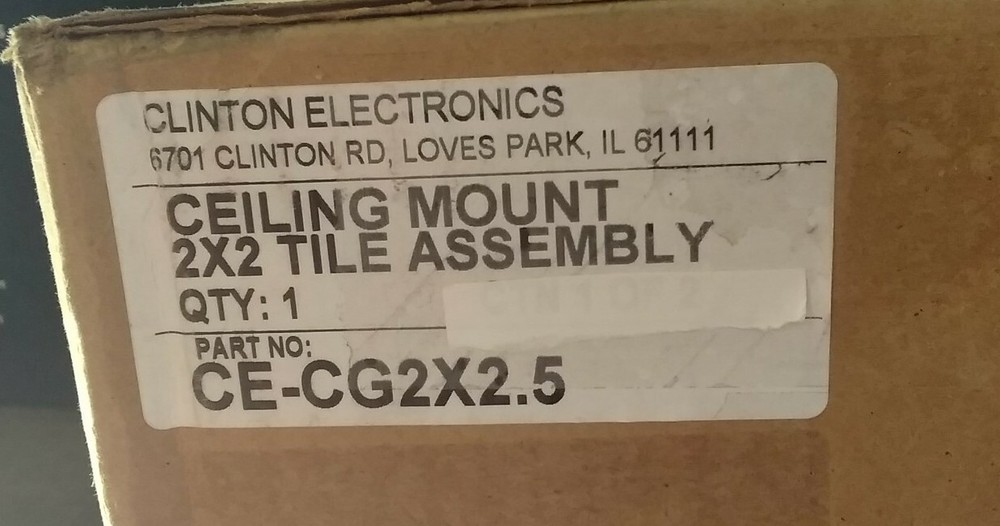 CLINTON ELECTRONICS
6701 CLINTON RD, LOVES PARK, IL 61111
CEILING MOUNT
2X2 TILE ASSEMBLY
QTY: 1
PART NO:
CE-CG2X2.5